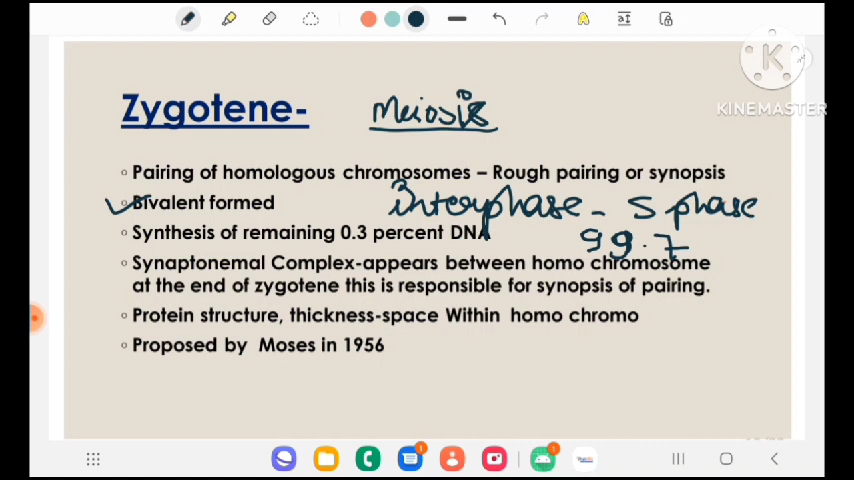 KINEMASTER
Zygotene- Meiosis
Pairing of homologous chromosomes – Rough pairing or synopsis
Bivalent formed interphase - S phase
Synthesis of remaining 0.3 percent DNA 99.7
Synaptonemal Complex-appears between homo chromosome
at the end of zygotene this is responsible for synopsis of pairing.
Protein structure, thickness-space Within homo chromo
Proposed by Moses in 1956